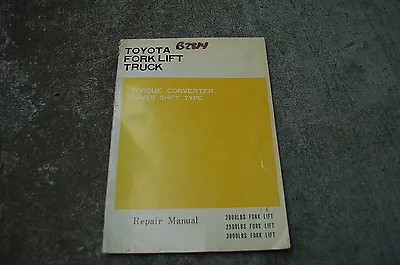 TOYOTA
FORK LIFT
TRUCK
TORQUE CONVERTER
POWER SHIFT TYPE
Repair Manual
2000LBS FORK LIFT
2500LBS FORK LIFT
3000LBS FORK LIFT